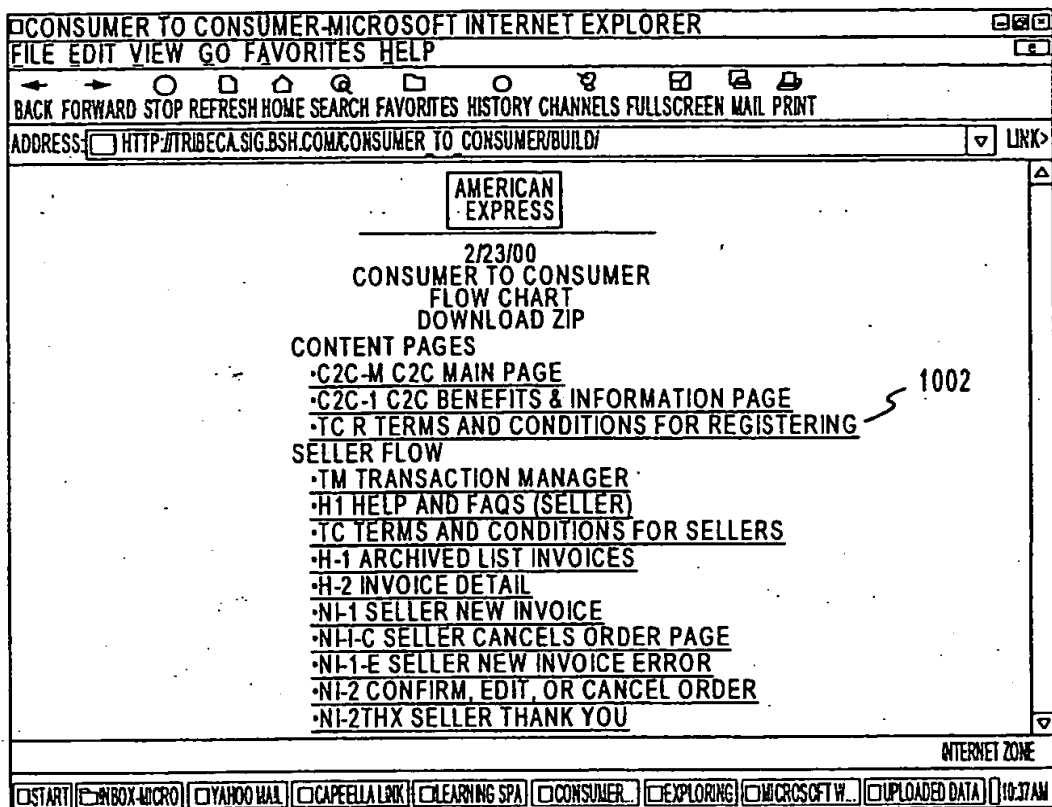 CONSUMER TO CONSUMER-MICROSOFT INTERNET EXPLORER
FILE EDIT VIEW GO FAVORITES HELP
BACK FORWARD STOP REFRESH HOME SEARCH FAVORITES HISTORY CHANNELS FULLSCREEN MAIL PRINT
ADDRESS: HTTP://TRIBECA.SIG.BSH.COM/CONSUMER_TO_CONSUMER/BUILD/ LINK>
AMERICAN
EXPRESS
2/23/00
CONSUMER TO CONSUMER
FLOW CHART
DOWNLOAD ZIP
CONTENT PAGES
•C2C-M C2C MAIN PAGE
•C2C-1 C2C BENEFITS & INFORMATION PAGE
•TC R TERMS AND CONDITIONS FOR REGISTERING
1002
SELLER FLOW
•TM TRANSACTION MANAGER
•H1 HELP AND FAQS (SELLER)
•TC TERMS AND CONDITIONS FOR SELLERS
•H-1 ARCHIVED LIST INVOICES
•H-2 INVOICE DETAIL
•NI-1 SELLER NEW INVOICE
•NI-I-C SELLER CANCELS ORDER PAGE
•NI-1-E SELLER NEW INVOICE ERROR
•NI-2 CONFIRM, EDIT, OR CANCEL ORDER
•NI-2THX SELLER THANK YOU
INTERNET ZONE
START INBOX-MICRO YAHOO MAIL CAPEELLA LINK LEARNING SPA CONSUMER... EXPLORING MICROSOFT W... UPLOADED DATA 10:37AM